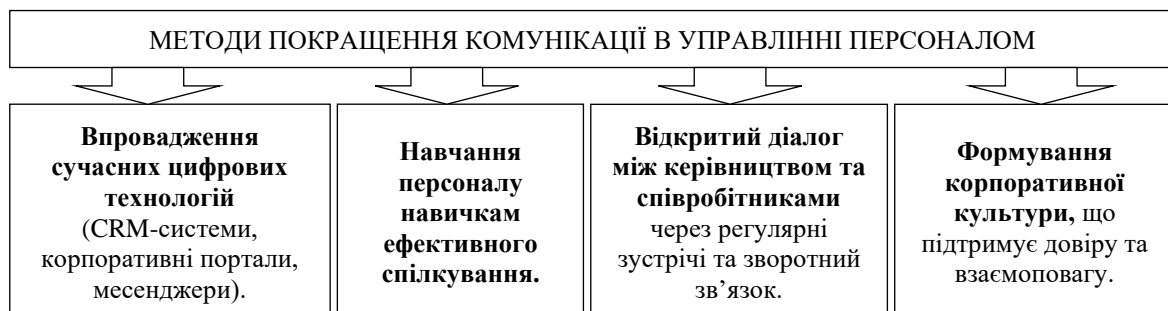 МЕТОДИ ПОКРАЩЕННЯ КОМУНІКАЦІЇ В УПРАВЛІННІ ПЕРСОНАЛОМ
Впровадження
сучасних цифрових
технологій
(CRM-системи,
корпоративні портали,
месенджери).
Навчання
персоналу
навичкам
ефективного
спілкування.
Відкритий діалог
між керівництвом та
співробітниками
через регулярні
зустрічі та зворотний
зв’язок.
Формування
корпоративної
культури, що
підтримує довіру та
взаємоповагу.